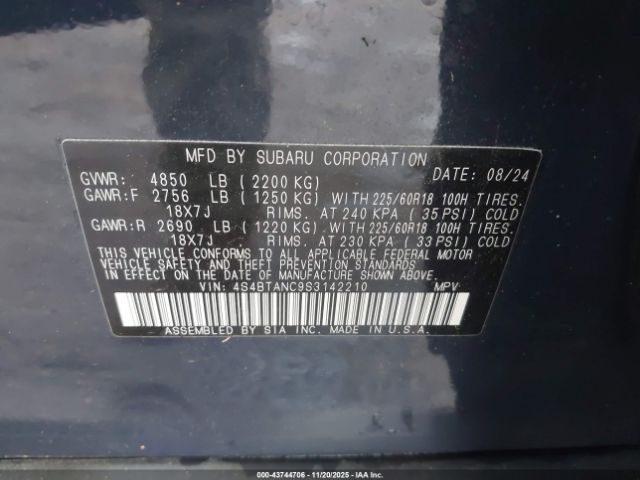 MFD BY SUBARU CORPORATION DATE: 08/24
GVWR: 4850 LB (2200 KG)
GAWR:F 2756 LB (1250 KG) WITH 225/60R18 100H TIRES.
18X7J RIMS. AT 240 KPA (35 PSI) COLD
GAWR:R 2690 LB (1220 KG) WITH 225/60R18 100H TIRES.
18X7J RIMS. AT 230 KPA (33 PSI) COLD
THIS VEHICLE CONFORMS TO ALL APPLICABLE FEDERAL MOTOR
VEHICLE SAFETY, BUMPER, AND THEFT PREVENTION STANDARDS
IN EFFECT ON THE DATE OF MANUFACTURE SHOWN ABOVE.
VIN: 4S4BTANC9S3142210 MPV:
ASSEMBLED BY SIA INC. MADE IN U.S.A.
000-43744706 - 11/20/2025 - IAAI.COM